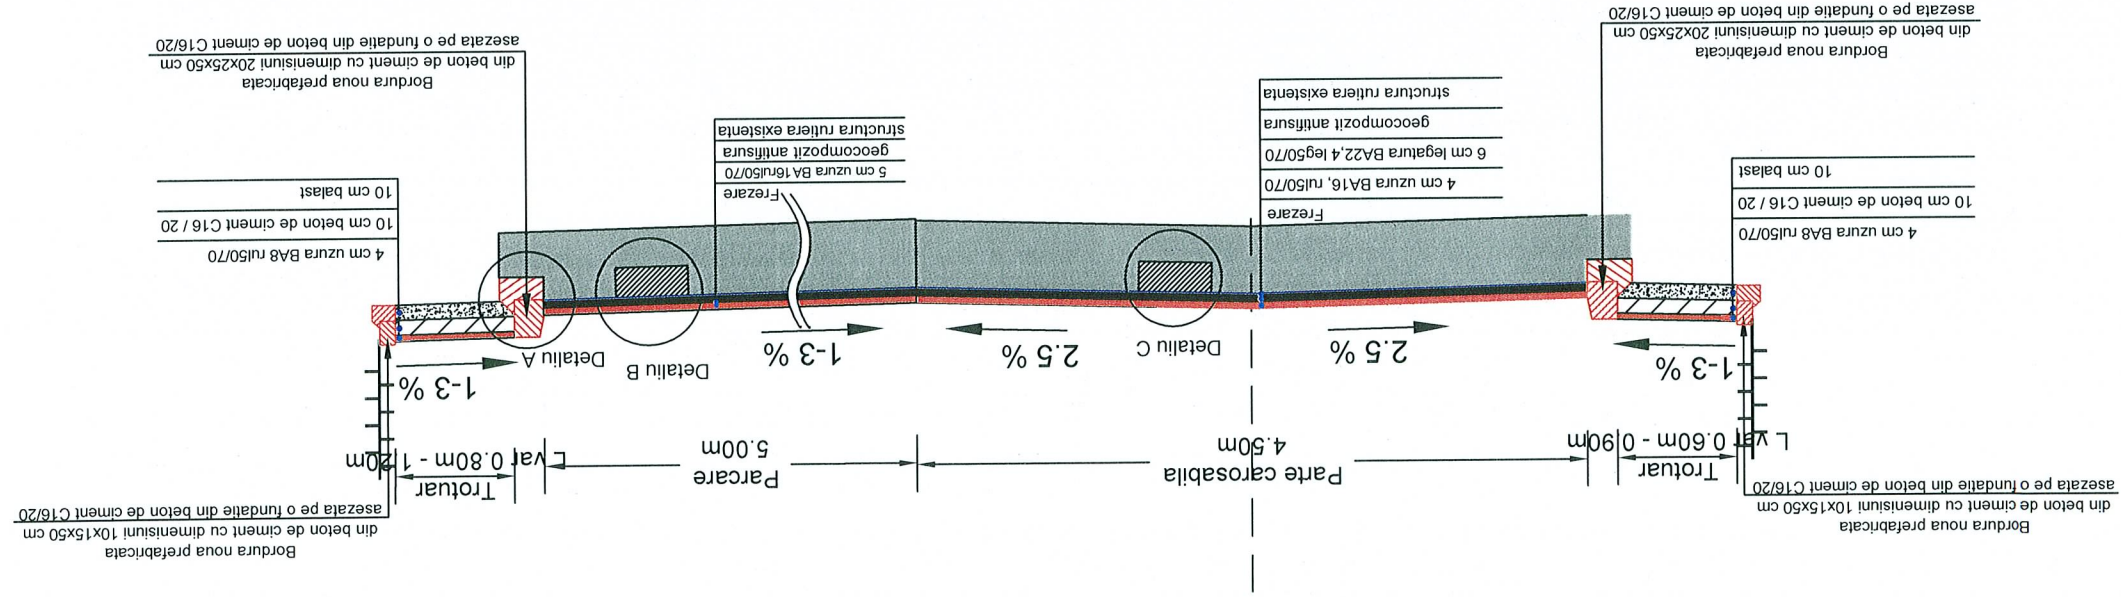 Bordura noua prefabricata
din beton de ciment cu dimenisiuni 10x15x50 cm
asezata pe o fundatie din beton de ciment C16/20
Bordura noua prefabricata
din beton de ciment cu dimenisiuni 10x15x50 cm
asezata pe o fundatie din beton de ciment C16/20
Trotuar
L var 0.60m - 0.90m
Parte carosabila
4.50m
Parcare
5.00m
Trotuar
L var 0.80m - 1.20m
1-3 %
2.5 %
Detaliu C
2.5 %
1-3 %
Detaliu B
Detaliu A
1-3 %
4 cm uzura BA8 rul50/70
10 cm beton de ciment C16 / 20
10 cm balast
Frezare
4 cm uzura BA16, rul50/70
6 cm legatura BA22,4 leg50/70
geocompozit antifisura
structura rutiera existenta
Frezare
5 cm uzura BA16rul50/70
geocompozit antifisura
structura rutiera existenta
4 cm uzura BA8 rul50/70
10 cm beton de ciment C16 / 20
10 cm balast
Bordura noua prefabricata
din beton de ciment cu dimenisiuni 20x25x50 cm
asezata pe o fundatie din beton de ciment C16/20
Bordura noua prefabricata
din beton de ciment cu dimenisiuni 20x25x50 cm
asezata pe o fundatie din beton de ciment C16/20